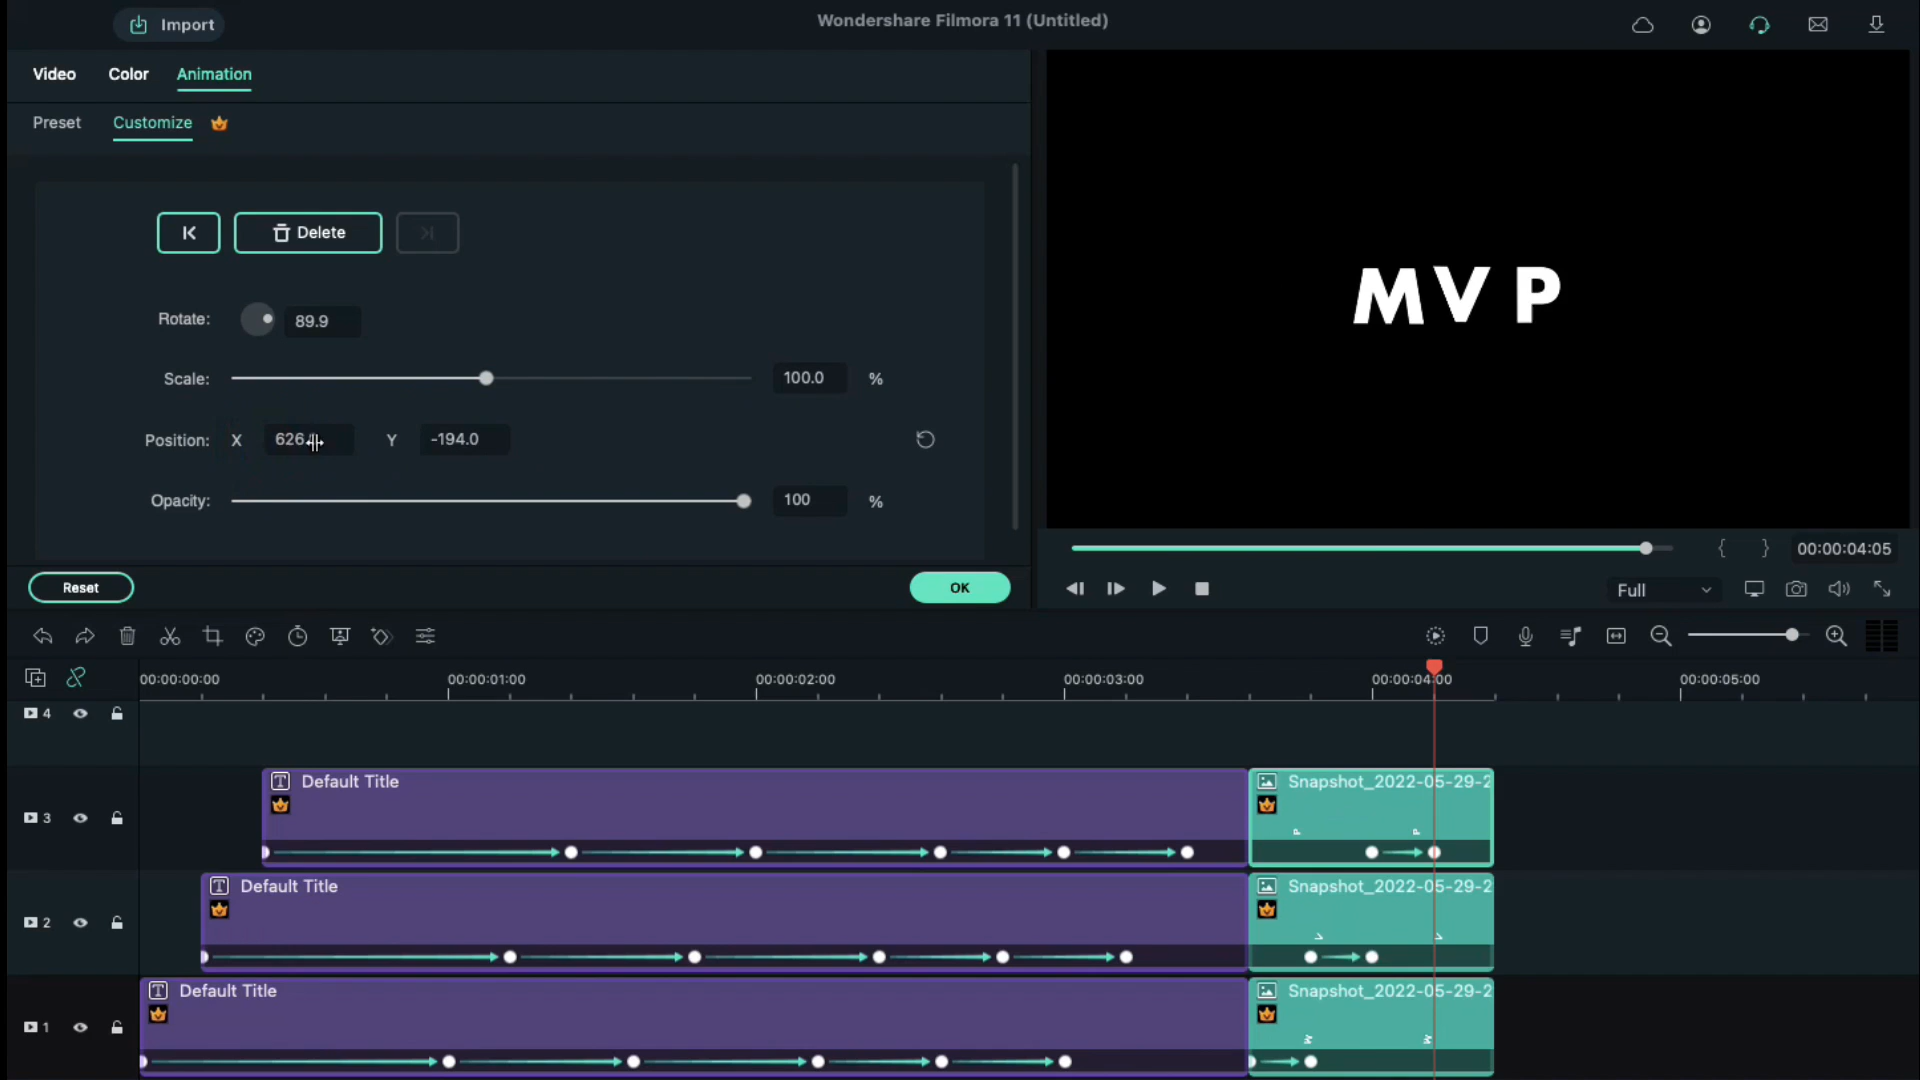 Import
Wondershare Filmora 11 (Untitled)
Video Color Animation
Preset Customize
Delete
Rotate: 89.9
Scale: 100.0 %
Position: X 626. Y -194.0
Opacity: 100 %
Reset OK
MVP
{ } 00:00:04:05
Full
00:00:00:00 00:00:01:00 00:00:02:00 00:00:03:00 00:00:04:00 00:00:05:00
4
3
T Default Title
Snapshot_2022-05-29-2
P P
2
T Default Title
Snapshot_2022-05-29-2
V V
1
T Default Title
Snapshot_2022-05-29-2
M M